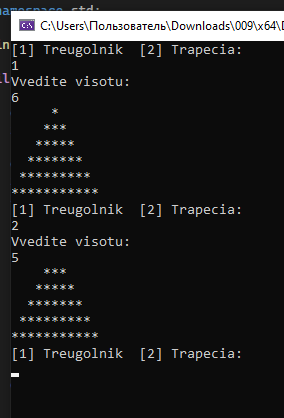 namespace std;
C:\Users\Пользователь\Downloads\009\x64\D
[1] Treugolnik  [2] Trapecia:
1
Vvedite visotu:
6
     *
    ***
   *****
  *******
 *********
***********
[1] Treugolnik  [2] Trapecia:
2
Vvedite visotu:
5
    ***
   *****
  *******
 *********
***********
[1] Treugolnik  [2] Trapecia: